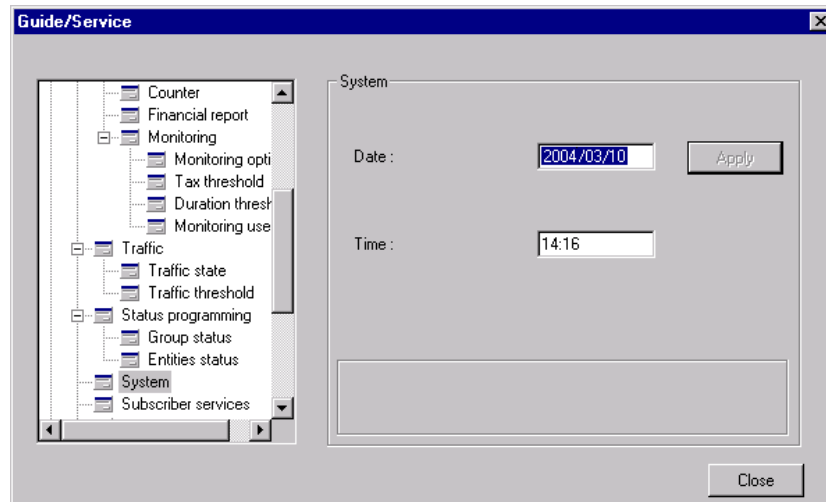 Guide/Service
Counter
Financial report
Monitoring
Monitoring opti
Tax threshold
Duration thresh
Monitoring use
Traffic
Traffic state
Traffic threshold
Status programming
Group status
Entities status
System
Subscriber services
System
Date :
2004/03/10
Apply
Time :
14:16
Close